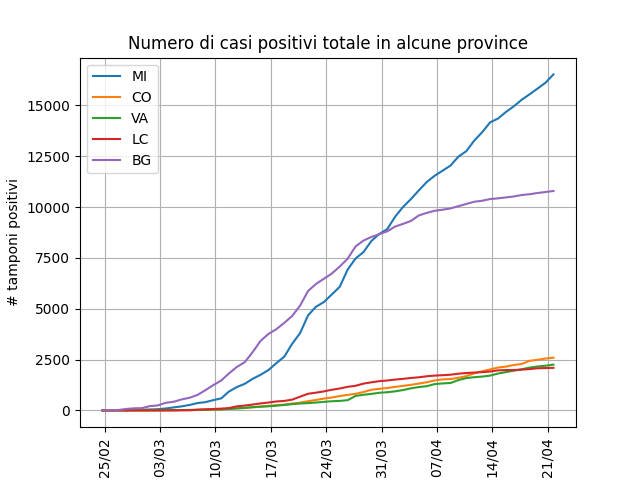 Numero di casi positivi totale in alcune province
MI
CO
VA
LC
BG
# tamponi positivi
15000
12500
10000
7500
5000
2500
0
25/02
03/03
10/03
17/03
24/03
31/03
07/04
14/04
21/04